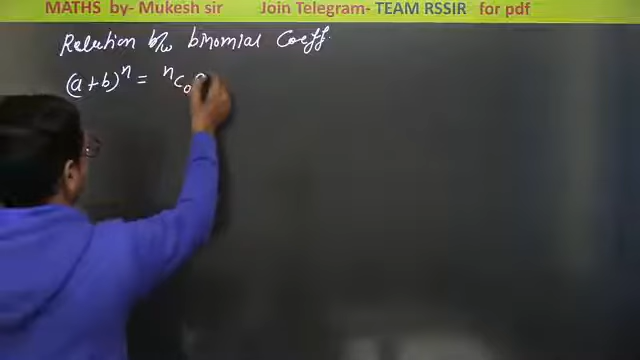 MATHS by- Mukesh sir Join Telegram- TEAM RSSIR for pdf
Relation b/w binomial Coeff.
(a+b)ⁿ = ⁿC₀